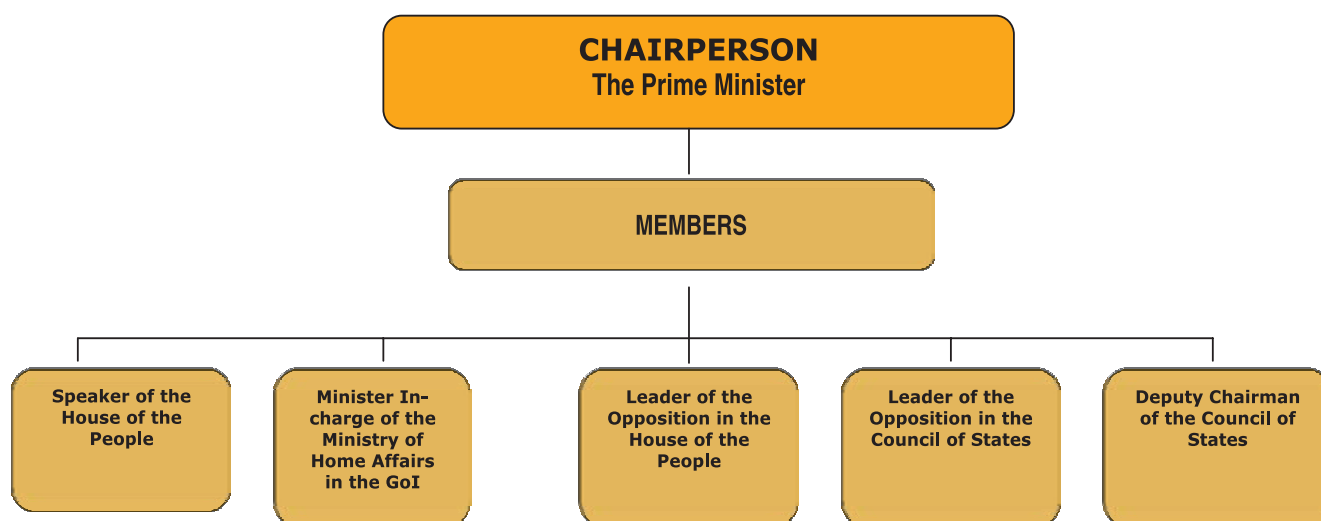 CHAIRPERSON
The Prime Minister
MEMBERS
Speaker of the
House of the
People
Minister In-
charge of the
Ministry of
Home Affairs
in the GoI
Leader of the
Opposition in the
House of the
People
Leader of the
Opposition in the
Council of States
Deputy Chairman
of the Council of
States